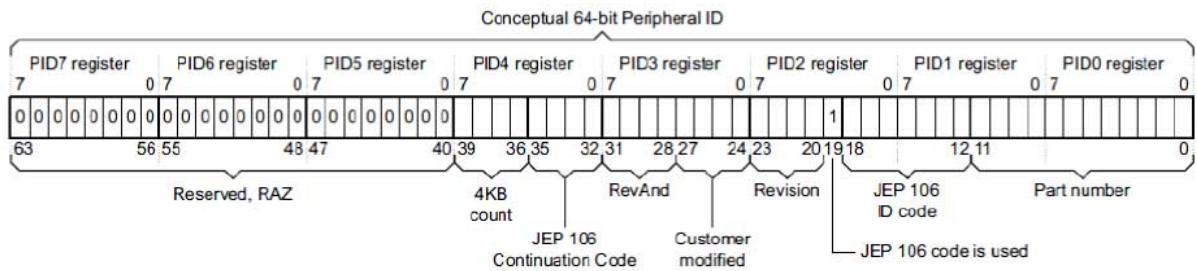 Conceptual 64-bit Peripheral ID
PID7 register PID6 register PID5 register PID4 register PID3 register PID2 register PID1 register PID0 register
7 0 7 0 7 0 7 0 7 0 7 0 7 0 7 0
0 0 0 0 0 0 0 0 0 0 0 0 0 0 0 0 0 0 0 0 0 0 0 0 1
63 56 55 48 47 40 39 36 35 32 31 28 27 24 23 20 19 18 12 11 0
Reserved, RAZ 4KB RevAnd Revision JEP 106 Part number
count ID code
JEP 106 Customer JEP 106 code is used
Continuation Code modified